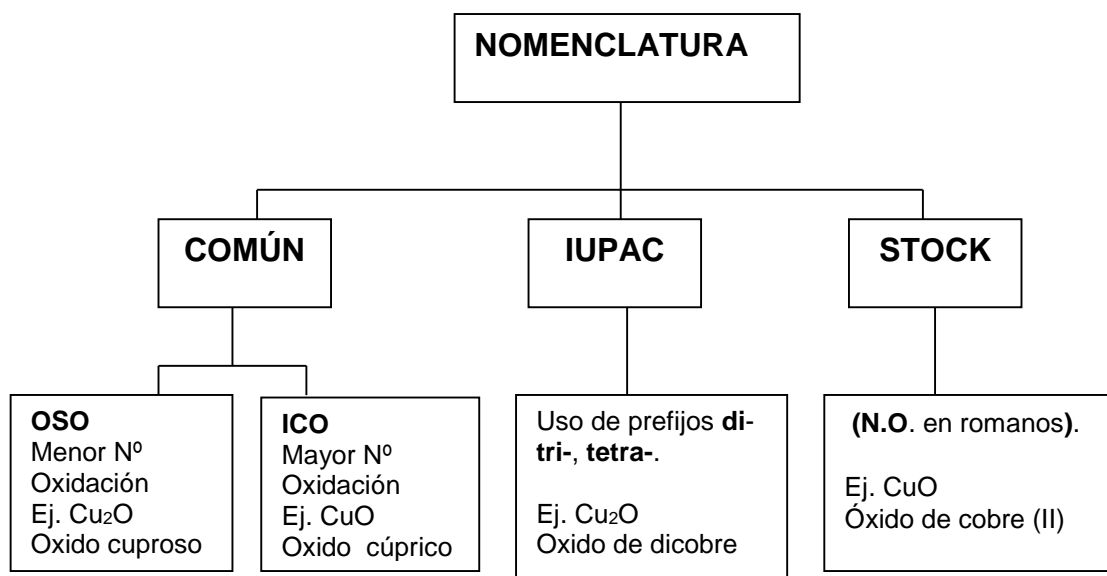 NOMENCLATURA
COMÚN
IUPAC
STOCK
OSO
Menor Nº
Oxidación
Ej. Cu₂O
Oxido cuproso
ICO
Mayor Nº
Oxidación
Ej. CuO
Oxido cúprico
Uso de prefijos di-
tri-, tetra-.
Ej. Cu₂O
Oxido de dicobre
(N.O. en romanos).
Ej. CuO
Óxido de cobre (II)